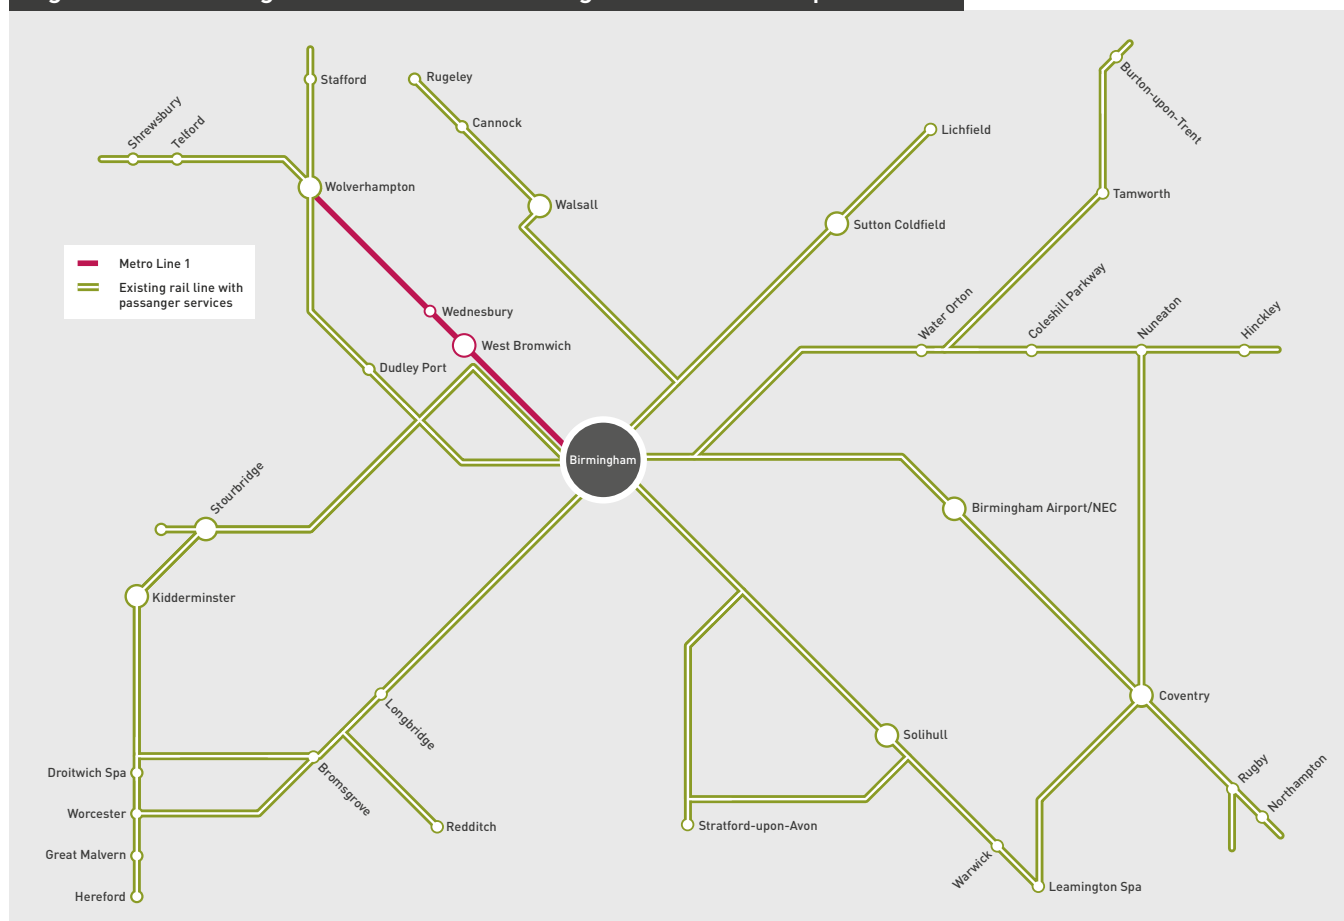 Stafford
Rugeley
Burton-upon-Trent
Shrewsbury
Telford
Cannock
Lichfield
Wolverhampton
Walsall
Tamworth
Sutton Coldfield
Metro Line 1
Existing rail line with
passanger services
Wednesbury
West Bromwich
Dudley Port
Water Orton
Coleshill Parkway
Nuneaton
Hinckley
Birmingham
Stourbridge
Birmingham Airport/NEC
Kidderminster
Longbridge
Coventry
Solihull
Droitwich Spa
Bromsgrove
Rugby
Northampton
Worcester
Redditch
Stratford-upon-Avon
Great Malvern
Warwick
Hereford
Leamington Spa